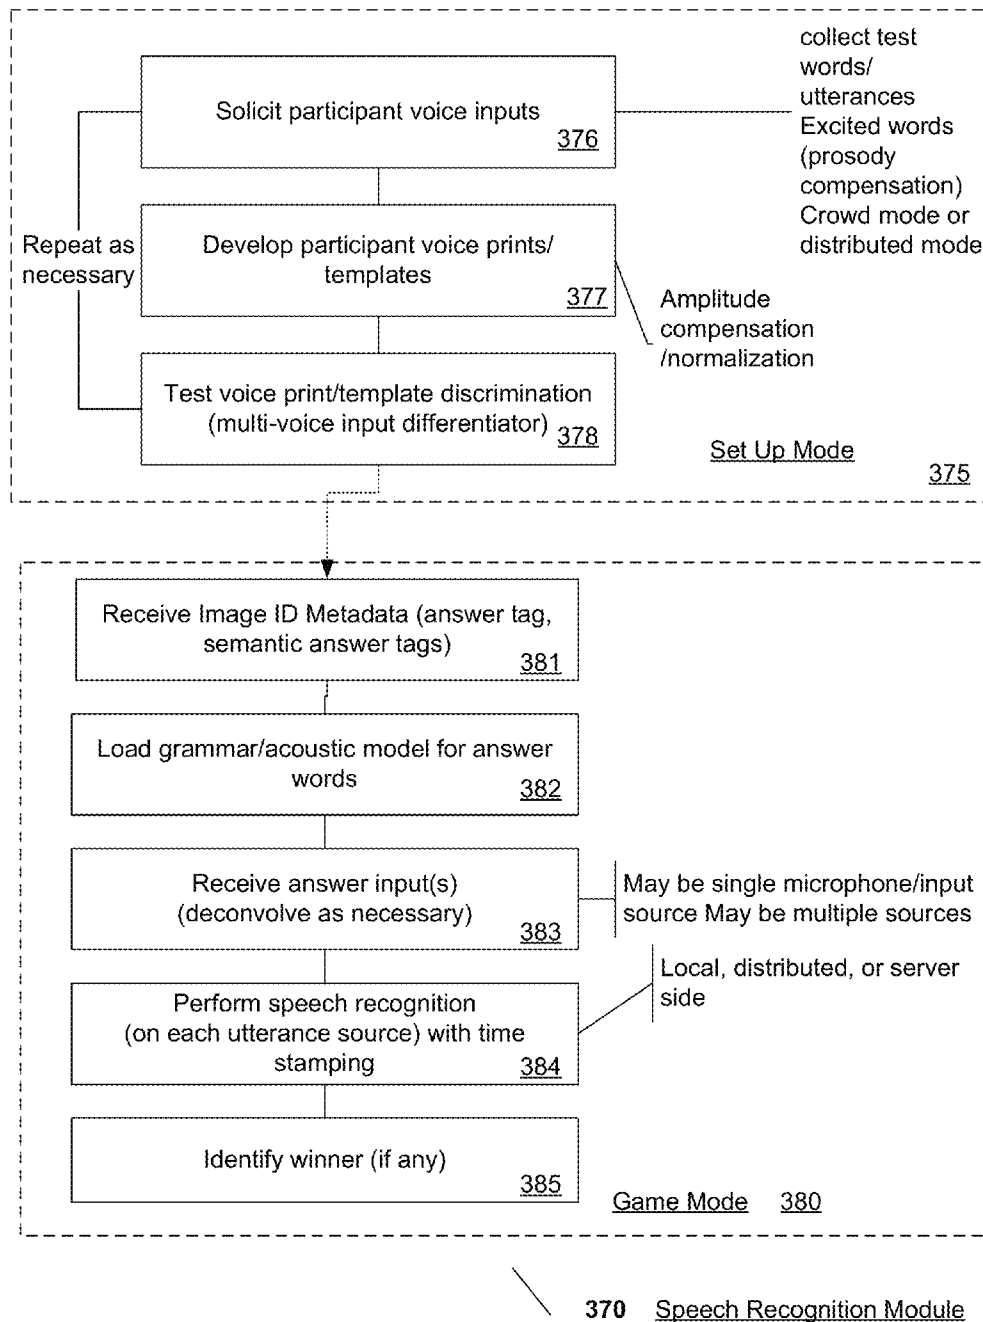 Solicit participant voice inputs
376
collect test
words/
utterances
Excited words
(prosody
compensation)
Crowd mode or
distributed mode
Repeat as
necessary
Develop participant voice prints/
templates
377
Amplitude
compensation
/normalization
Test voice print/template discrimination
(multi-voice input differentiator)
378
Set Up Mode
375
Receive Image ID Metadata (answer tag,
semantic answer tags)
381
Load grammar/acoustic model for answer
words
382
Receive answer input(s)
(deconvolve as necessary)
383
May be single microphone/input
source May be multiple sources
Local, distributed, or server
side
Perform speech recognition
(on each utterance source) with time
stamping
384
Identify winner (if any)
385
Game Mode 380
370 Speech Recognition Module